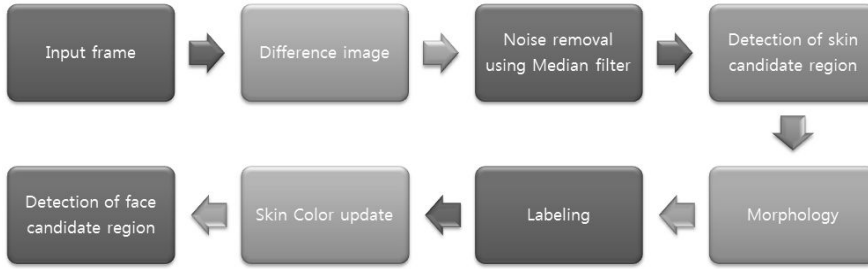 Input frame
Difference image
Noise removal
using Median filter
Detection of skin
candidate region
Morphology
Labeling
Skin Color update
Detection of face
candidate region